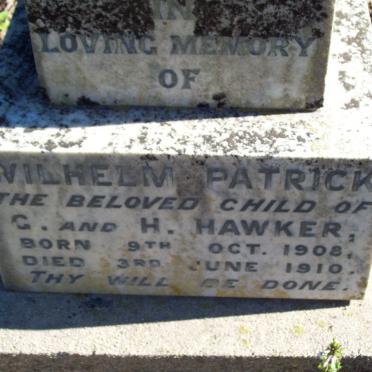 IN
LOVING MEMORY
OF
WILHELM PATRICK
THE BELOVED CHILD OF
G. AND H. HAWKER,
BORN 9TH OCT. 1908,
DIED 3RD JUNE 1910.
THY WILL BE DONE.